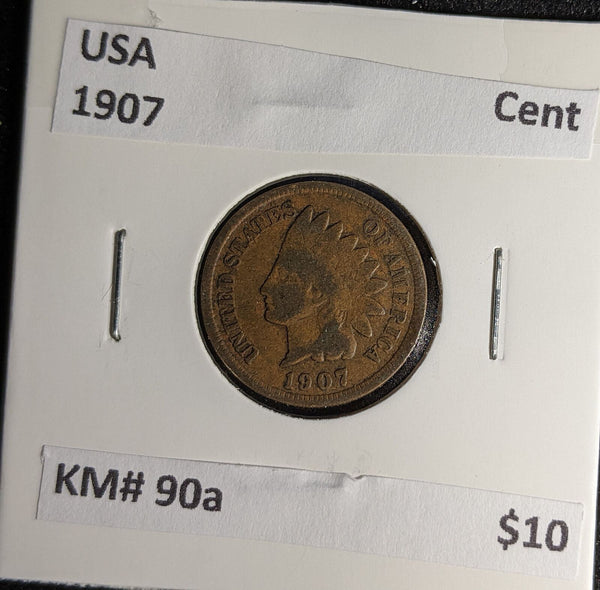 USA
1907 Cent
UNITED STATES OF AMERICA
1907
KM# 90a
$10